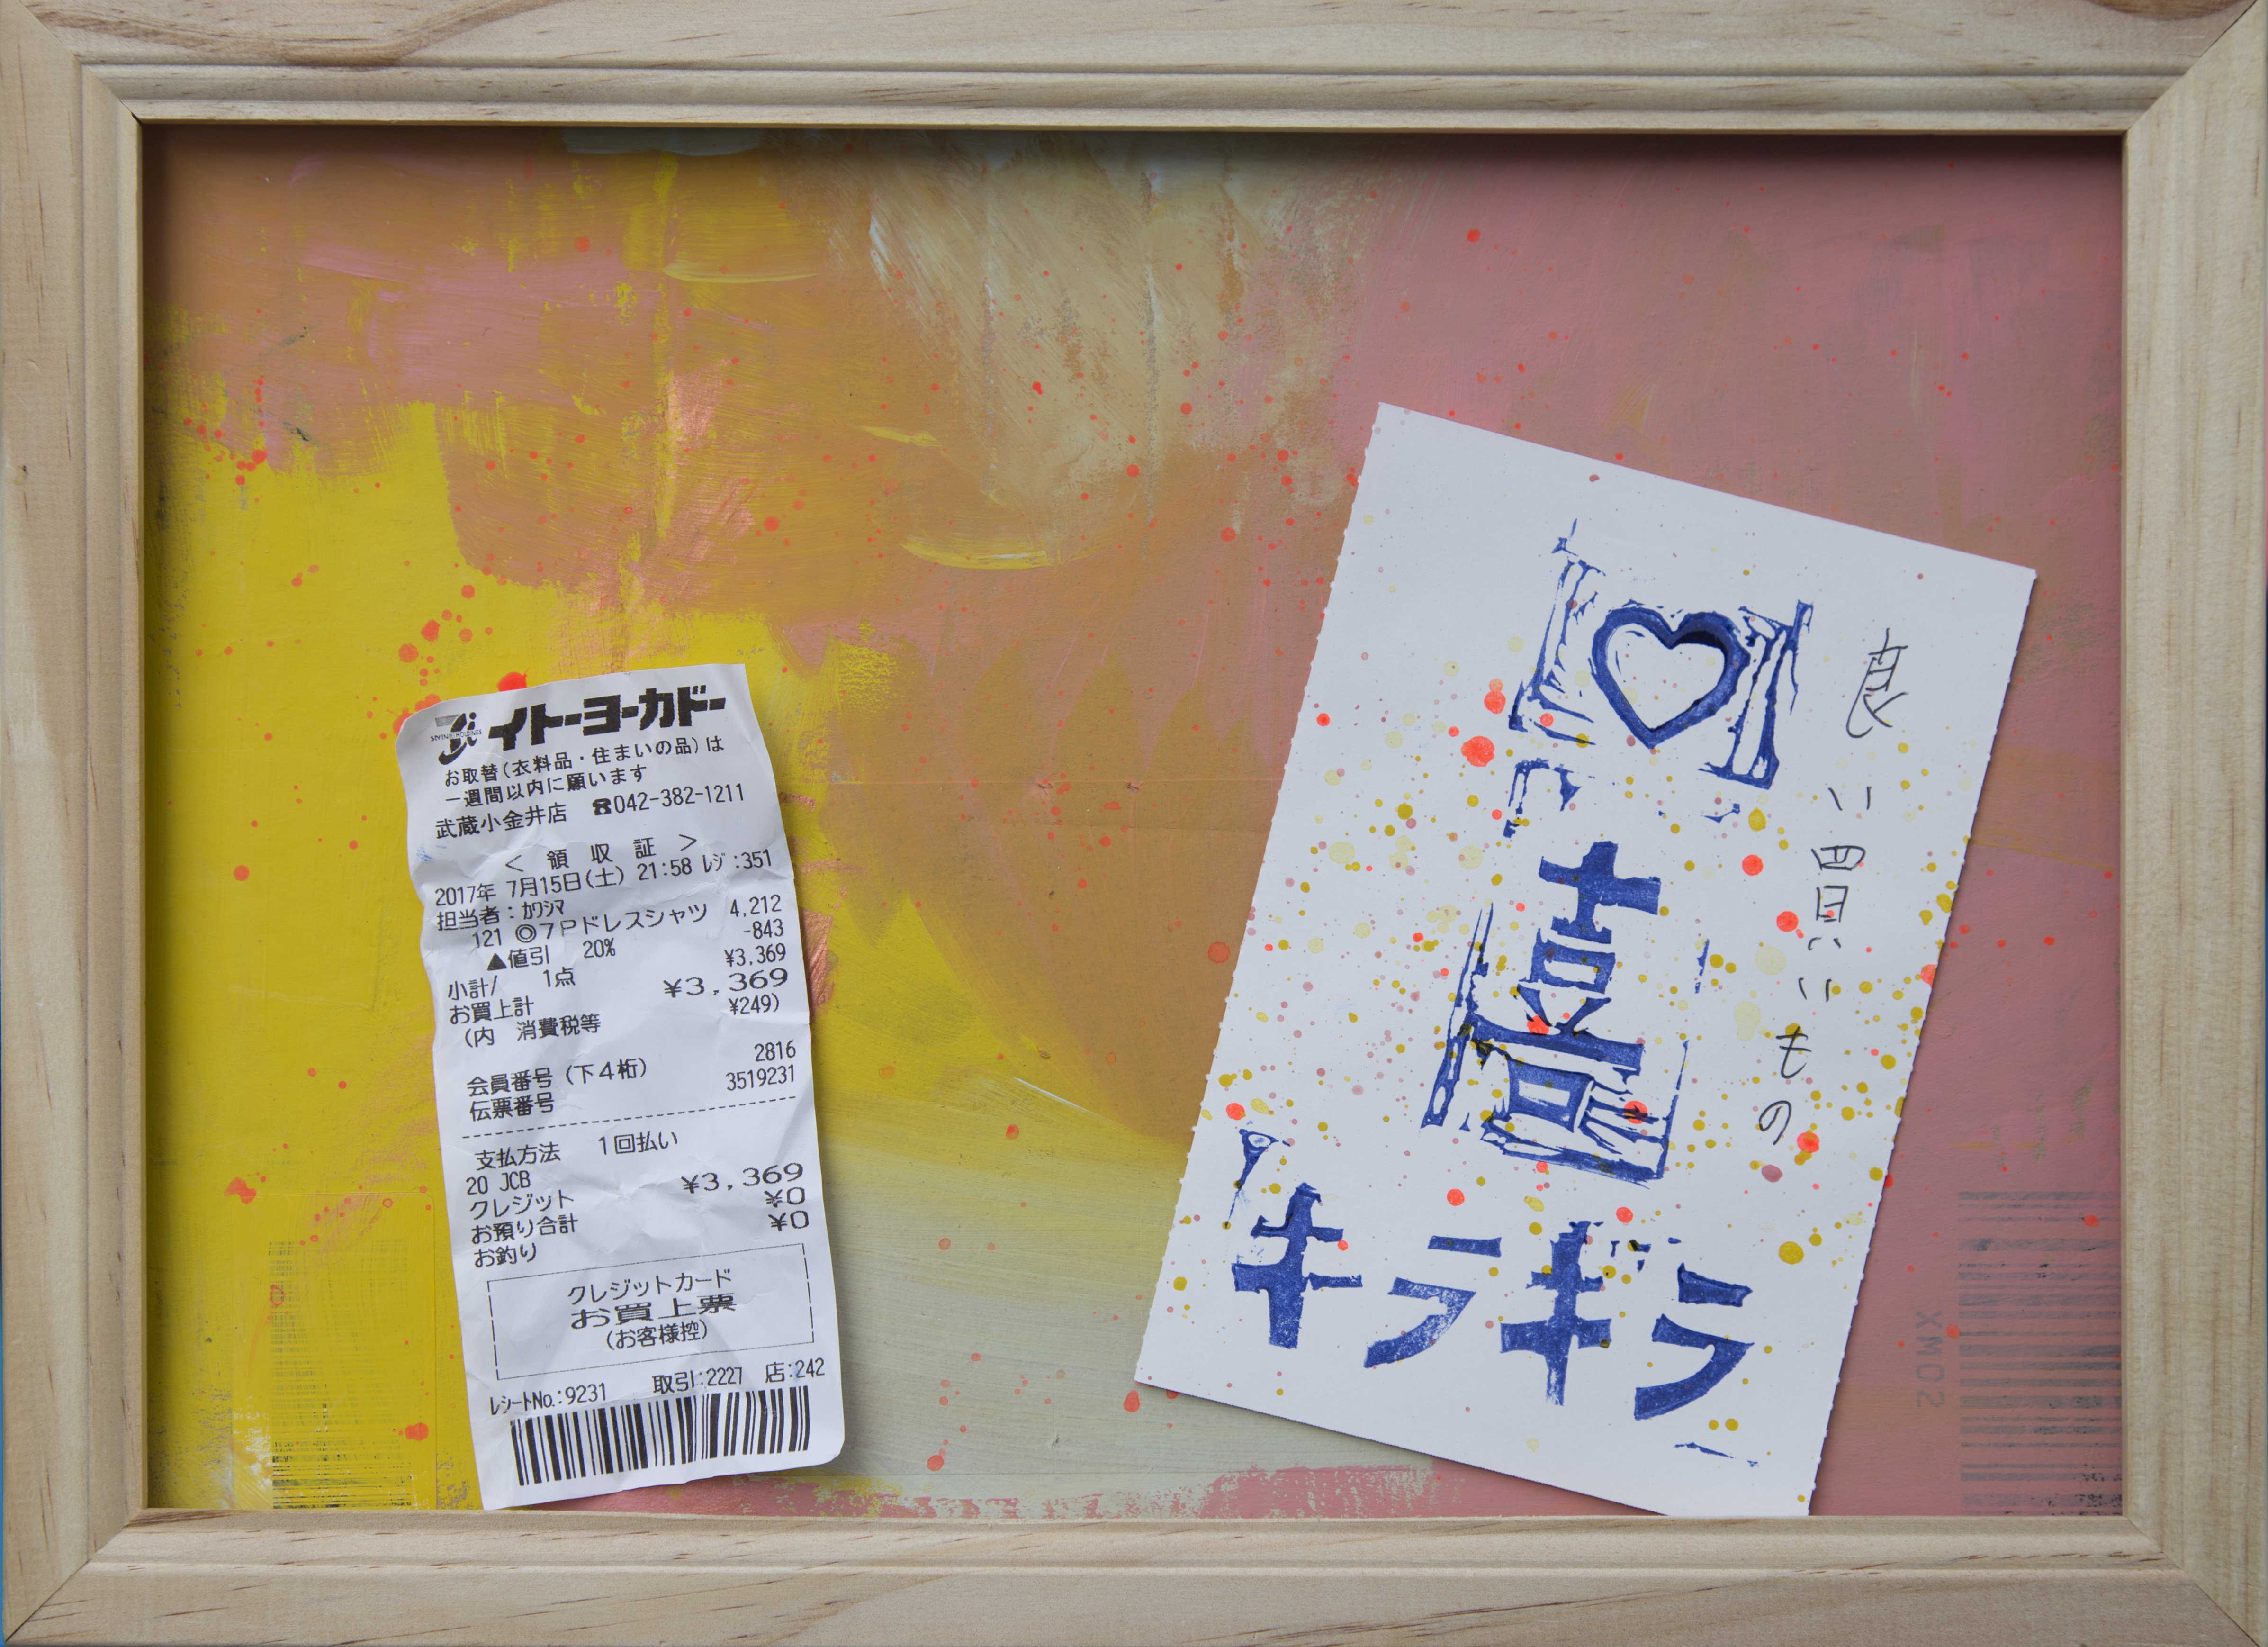 イトーヨーカドー
お取替(衣料品・住まいの品)は
一週間以内に願います
武蔵小金井店 ☎042-382-1211
< 領 収 証 >
2017年 7月15日(土) 21:58 レジ:351
担当者:カワシマ
121 ◎7Pドレスシャツ 4,212
▲値引 20% -843
小計/ 1点 ¥3,369
お買上計 ¥3,369
(内 消費税等 ¥249)
会員番号(下4桁) 2816
伝票番号 3519231
支払方法 1回払い
20 JCB
クレジット ¥3,369
お預り合計 ¥0
お釣り ¥0
クレジットカード
お買上票
(お客様控)
レシートNo.:9231 取引:2227 店:242
良い買いもの
喜
キラギラ
XM02